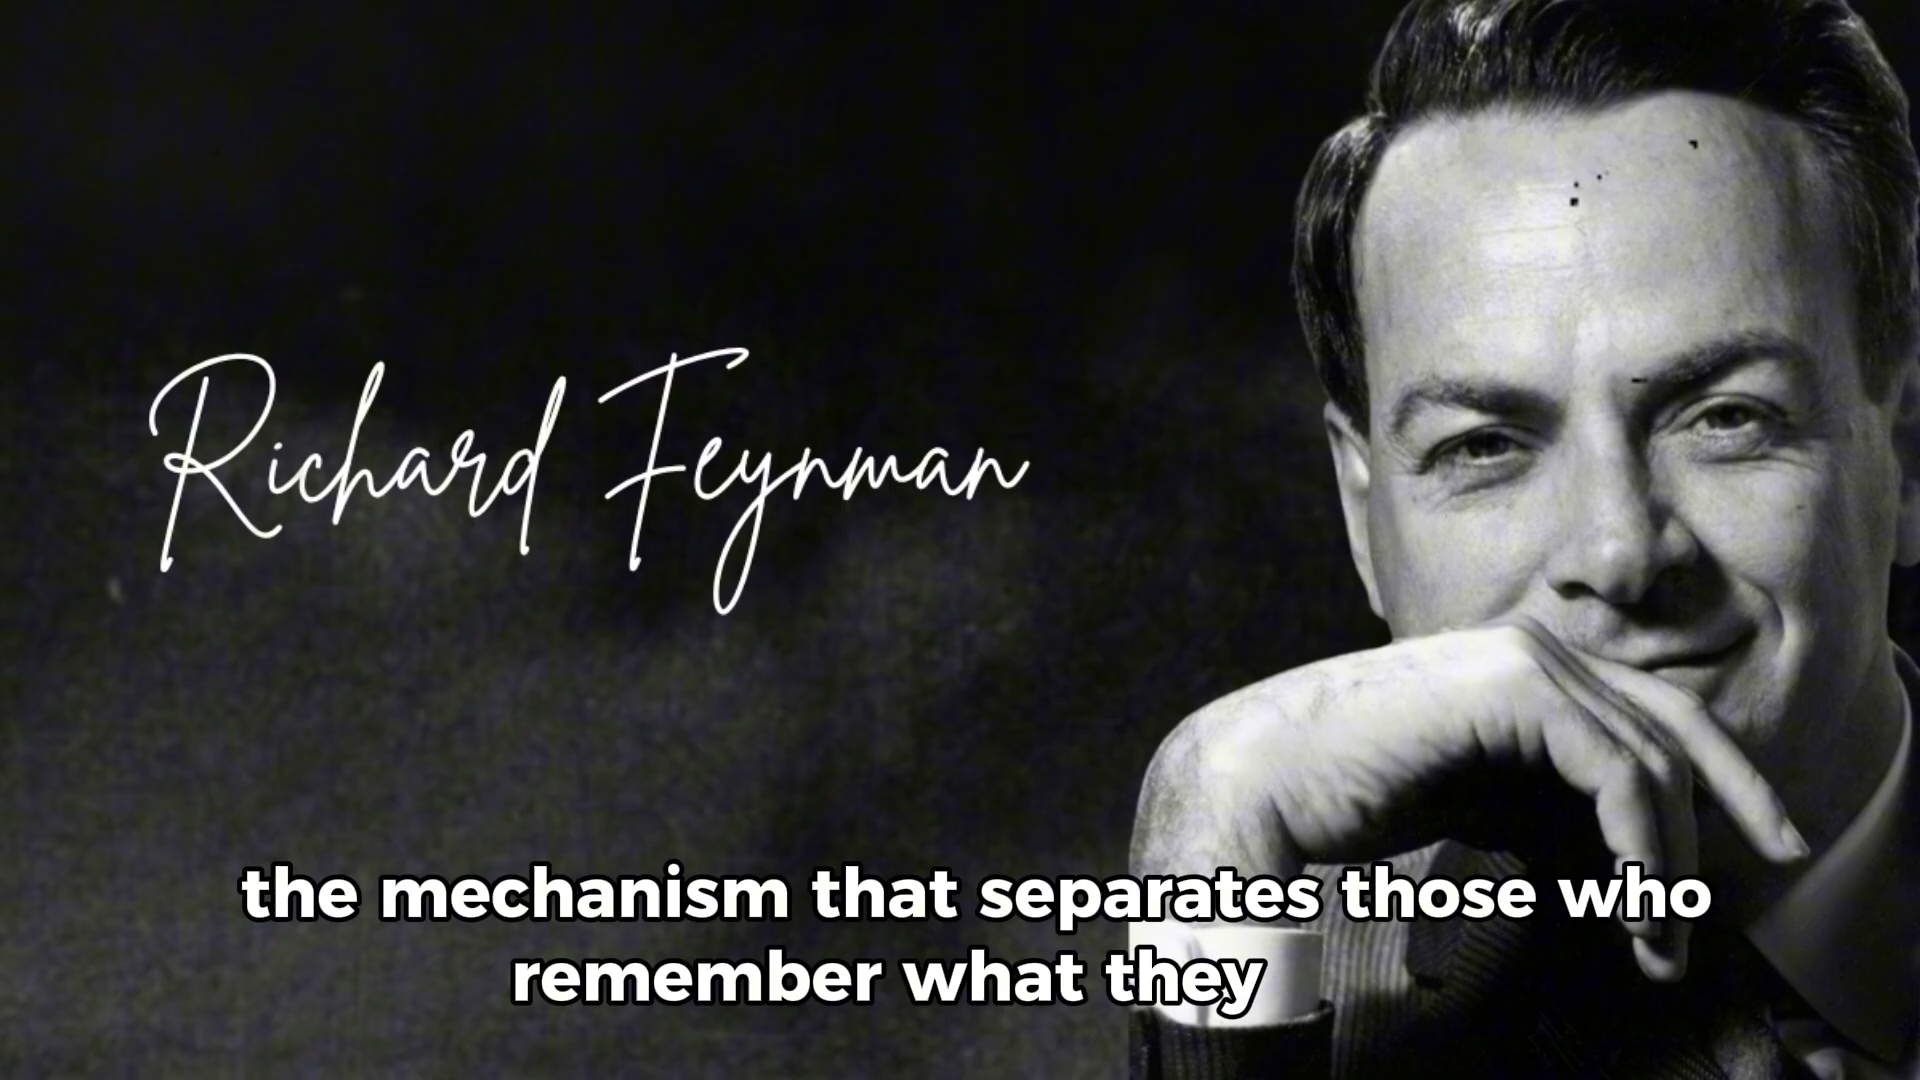 Richard Feynman
the mechanism that separates those who
remember what they